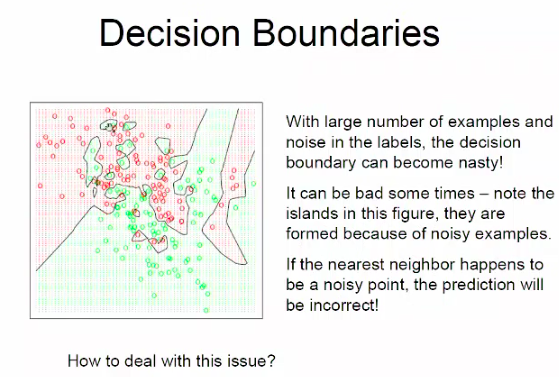 Decision Boundaries
With large number of examples and
noise in the labels, the decision
boundary can become nasty!
It can be bad some times – note the
islands in this figure, they are
formed because of noisy examples.
If the nearest neighbor happens to
be a noisy point, the prediction will
be incorrect!
How to deal with this issue?